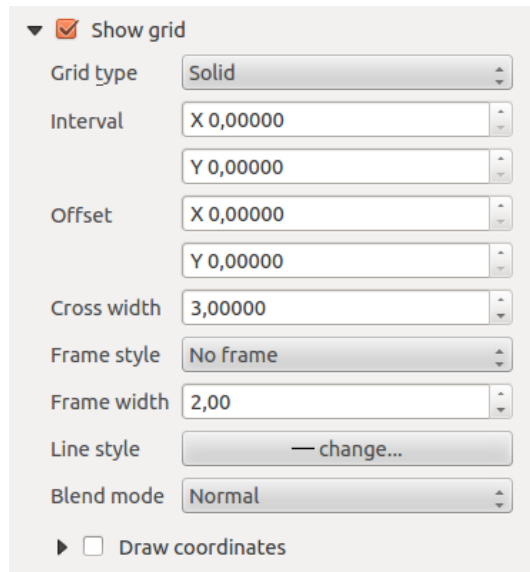 Show grid
Grid type Solid
Interval X 0,00000
Y 0,00000
Offset X 0,00000
Y 0,00000
Cross width 3,00000
Frame style No frame
Frame width 2,00
Line style change...
Blend mode Normal
Draw coordinates